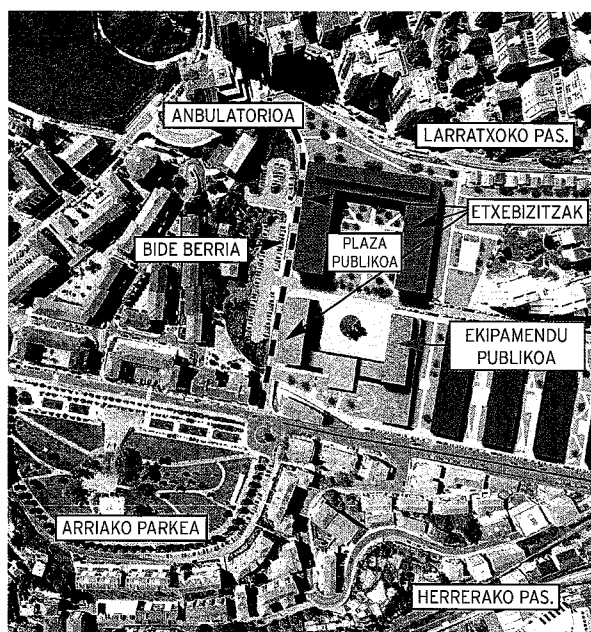 ANBULATORIOA
LARRATXOKO PAS.
ETXEBIZITZAK
BIDE BERRIA
PLAZA
PUBLIKOA
EKIPAMENDU
PUBLIKOA
ARRIAKO PARKEA
HERRERAKO PAS.